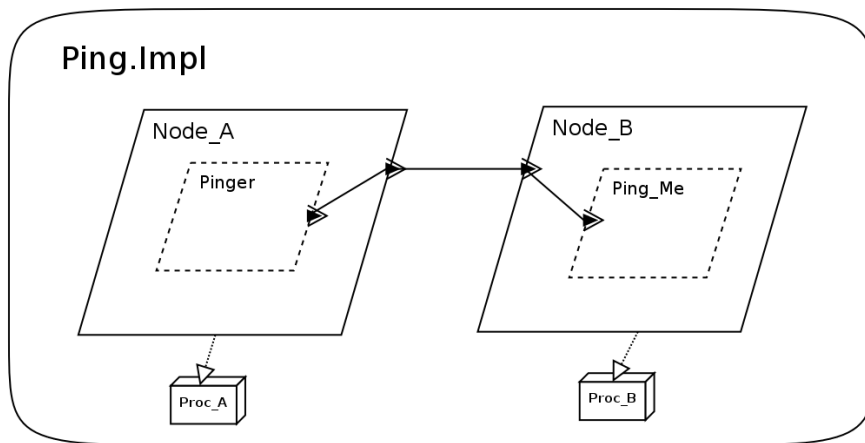 Ping.Impl
Node_A
Node_B
Pinger
Ping_Me
Proc_A
Proc_B